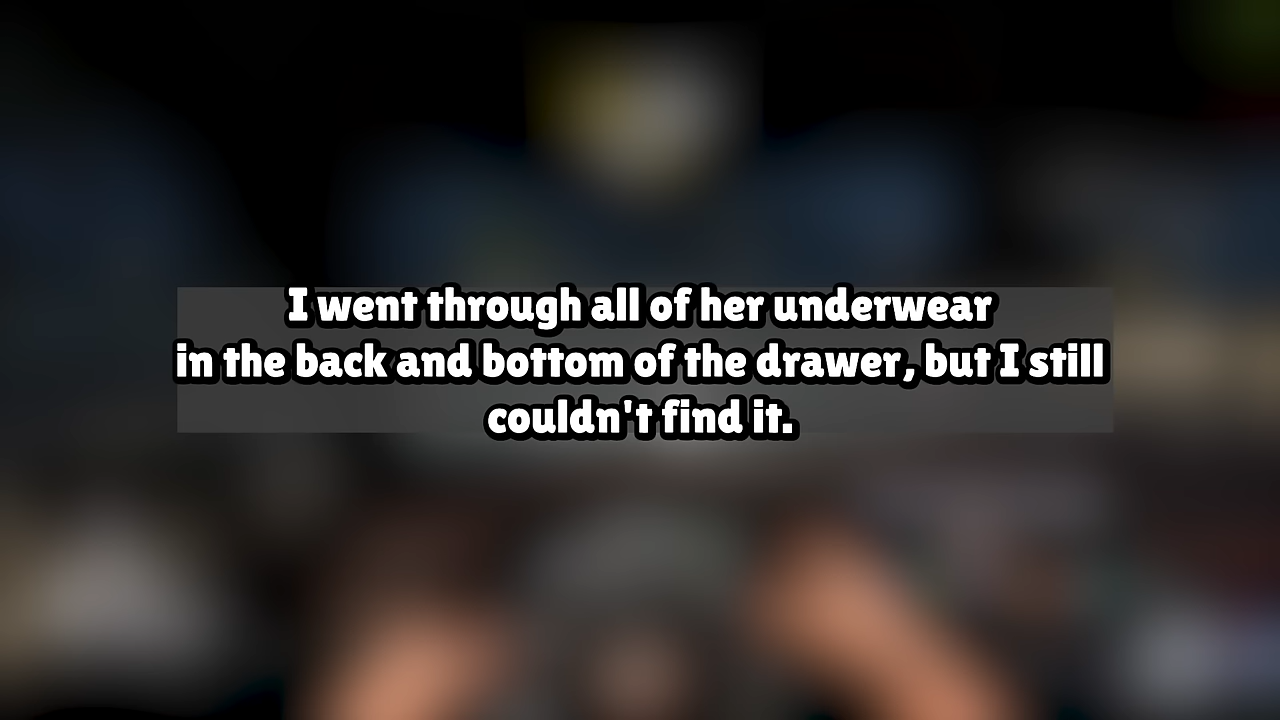 I went through all of her underwear
in the back and bottom of the drawer, but I still
couldn't find it.